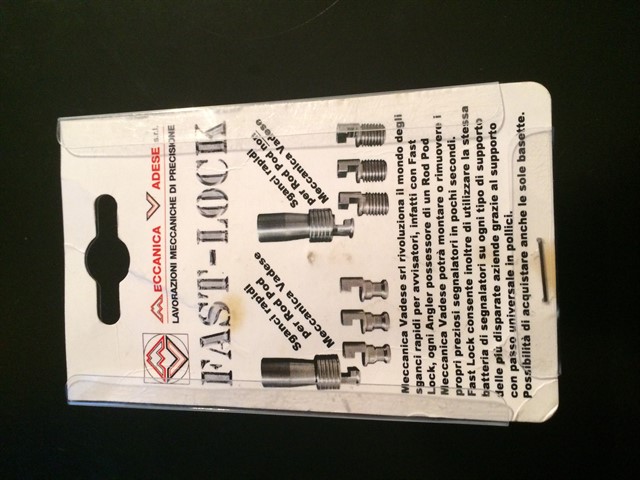 MECCANICA VADESE s.r.l.
LAVORAZIONI MECCANICHE DI PRECISIONE
FAST-LOCK
Sganci rapidi
per Rod Pod
Meccanica Vadese
Sganci rapidi
per Rod Pod non
Meccanica Vadese
Meccanica Vadese srl rivoluziona il mondo degli
sganci rapidi per avvisatori, infatti con Fast
Lock, ogni Angler possessore di un Rod Pod
Meccanica Vadese potrà montare o rimuovere i
propri preziosi segnalatori in pochi secondi.
Fast Lock consente inoltre di utilizzare la stessa
batteria di segnalatori su ogni tipo di supporto
delle più disparate aziende grazie al supporto
con passo universale in pollici.
Possibilità di acquistare anche le sole basette.